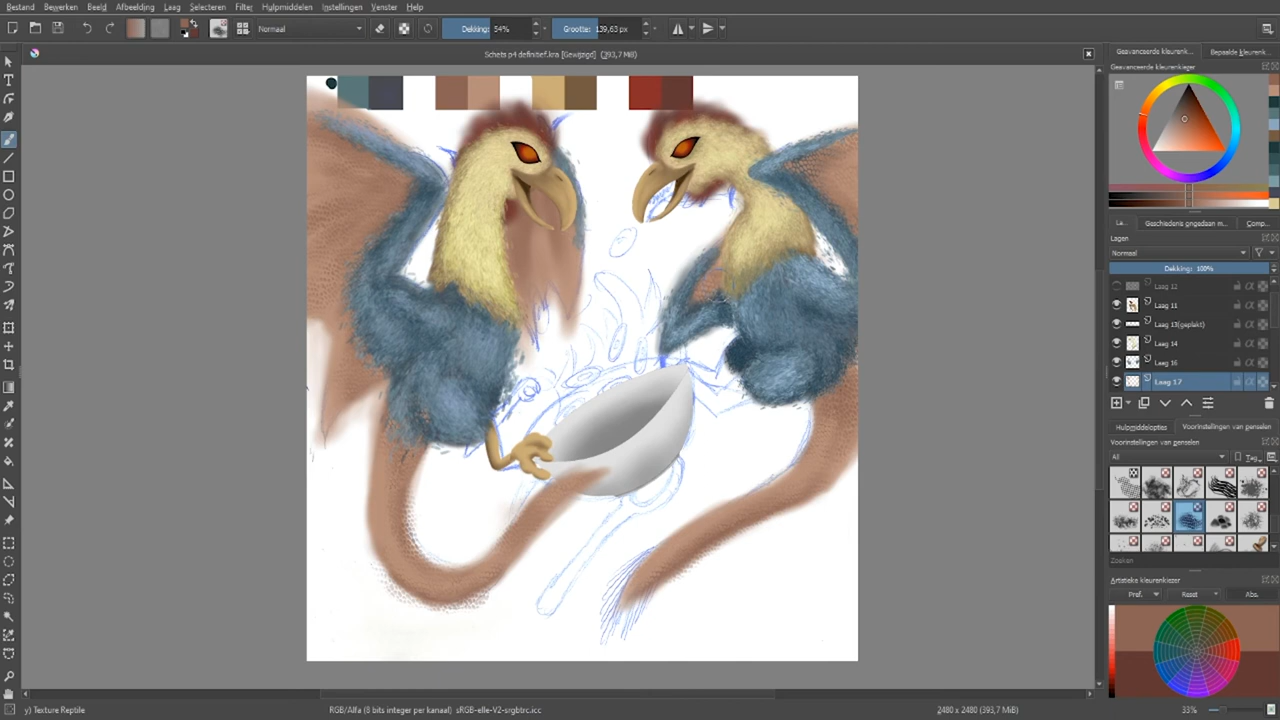 Bestand Bewerken Beeld Afbeelding Laag Selecteren Filter Hulpmiddelen Instellingen Venster Help
Normaal
Dekking: 54%
Grootte: 139,63 px
Schets p4 definitief.kra [Gewijzigd] (393,7 MiB)
Geavanceerde kleurenk...
Bepaalde kleurenk...
Geavanceerde kleurenkiezer
La...
Geschiedenis ongedaan m...
Comp...
Lagen
Normaal
Dekking: 100%
Laag 12
Laag 11
Laag 13(geplakt)
Laag 14
Laag 16
Laag 17
Hulpmiddelopties
Voorinstellingen van penselen
Voorinstellingen van penselen
All
Tag
Zoeken
Artistieke kleurenkiezer
Pref.
Reset
Abs.
y) Texture Reptile
RGB/Alfa (8 bits integer per kanaal) sRGB-elle-V2-srgbtrc.icc
2480 x 2480 (393,7 MiB)
33%